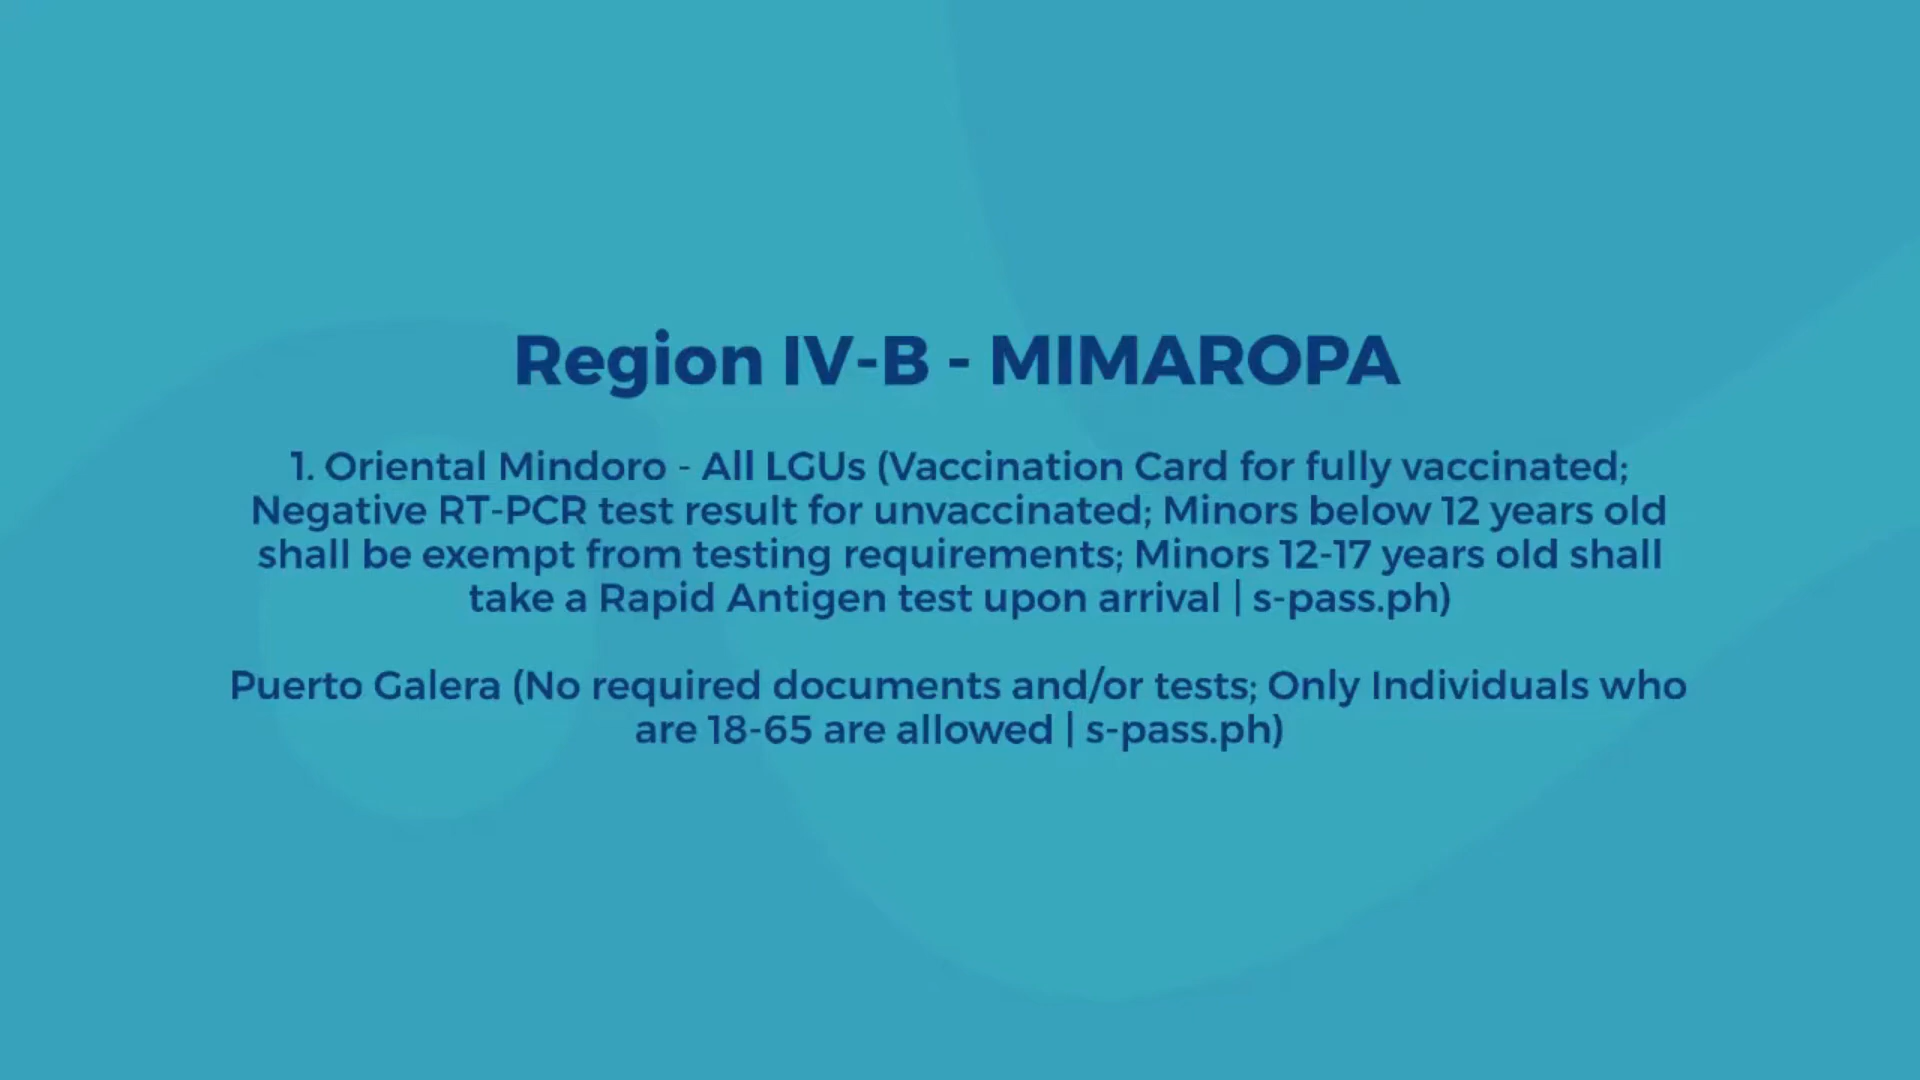 Region IV-B - MIMAROPA
1. Oriental Mindoro - All LGUs (Vaccination Card for fully vaccinated;
Negative RT-PCR test result for unvaccinated; Minors below 12 years old
shall be exempt from testing requirements; Minors 12-17 years old shall
take a Rapid Antigen test upon arrival | s-pass.ph)
Puerto Galera (No required documents and/or tests; Only Individuals who
are 18-65 are allowed | s-pass.ph)